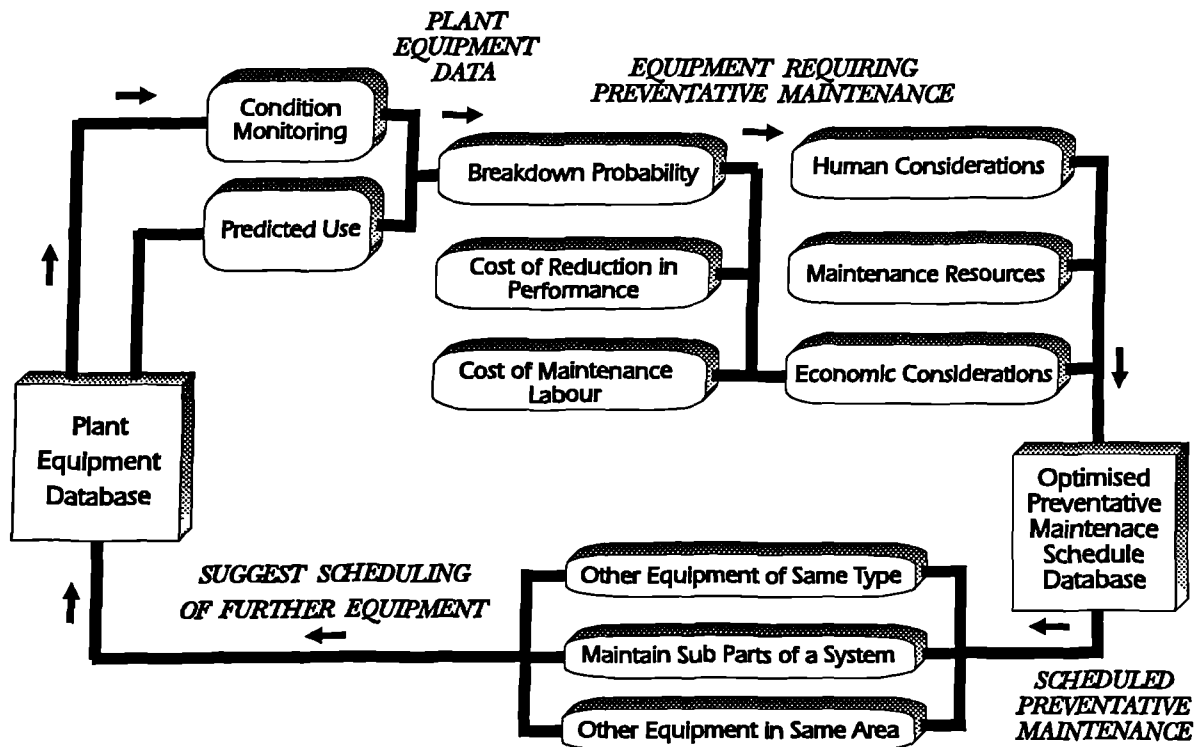 PLANT
EQUIPMENT
DATA
EQUIPMENT REQUIRING
PREVENTATIVE MAINTENANCE
Condition
Monitoring
Predicted Use
Breakdown Probability
Cost of Reduction in
Performance
Cost of Maintenance
Labour
Human Considerations
Maintenance Resources
Economic Considerations
Plant
Equipment
Database
Optimised
Preventative
Maintenace
Schedule
Database
SUGGEST SCHEDULING
OF FURTHER EQUIPMENT
Other Equipment of Same Type
Maintain Sub Parts of a System
Other Equipment in Same Area
SCHEDULED
PREVENTATIVE
MAINTENANCE